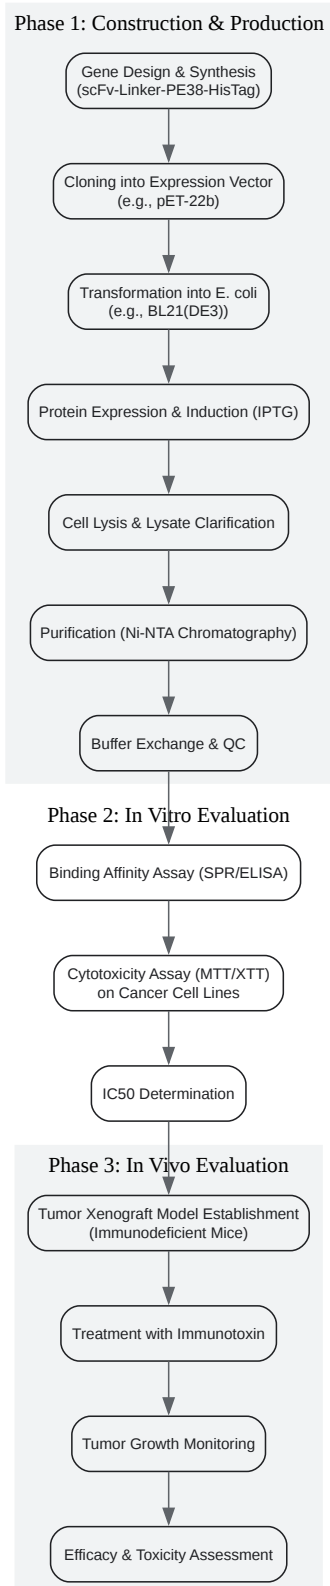 Phase 1: Construction & Production
Gene Design & Synthesis
(scFv-Linker-PE38-HisTag)
Cloning into Expression Vector
(e.g., pET-22b)
Transformation into E. coli
(e.g., BL21(DE3))
Protein Expression & Induction (IPTG)
Cell Lysis & Lysate Clarification
Purification (Ni-NTA Chromatography)
Buffer Exchange & QC
Phase 2: In Vitro Evaluation
Binding Affinity Assay (SPR/ELISA)
Cytotoxicity Assay (MTT/XTT)
on Cancer Cell Lines
IC50 Determination
Phase 3: In Vivo Evaluation
Tumor Xenograft Model Establishment
(Immunodeficient Mice)
Treatment with Immunotoxin
Tumor Growth Monitoring
Efficacy & Toxicity Assessment